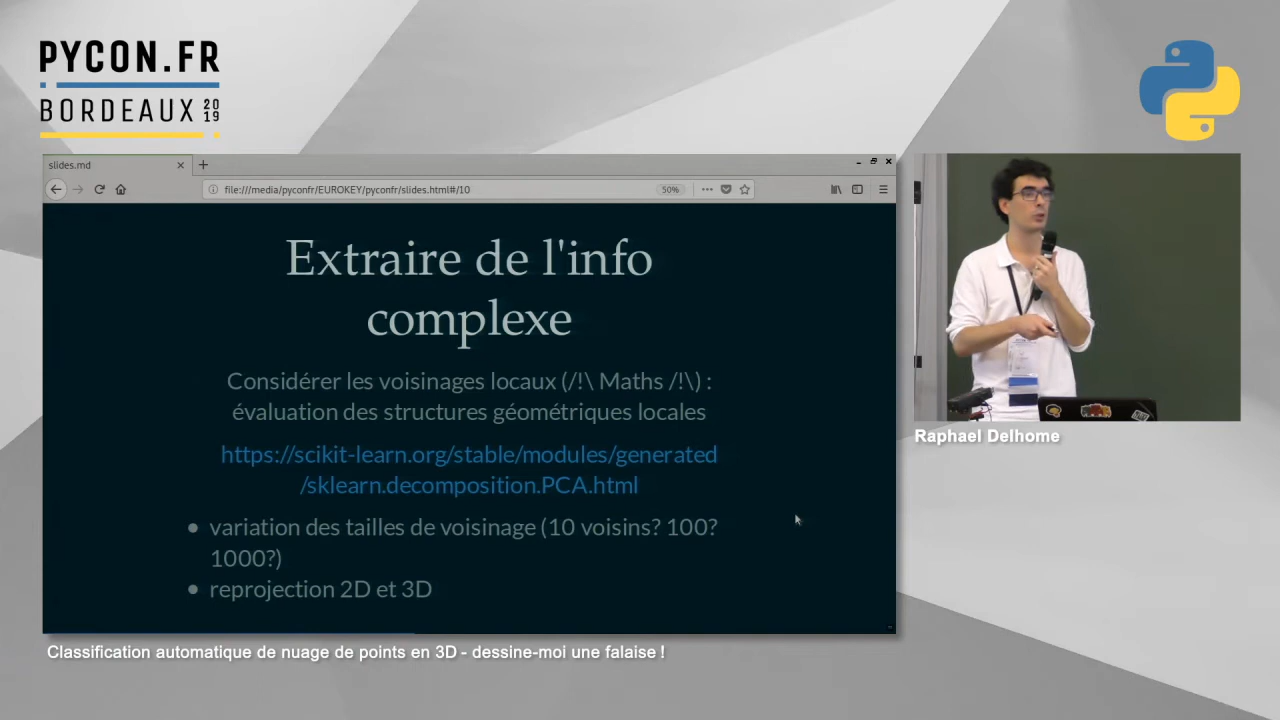 PYCON.FR
BORDEAUX 2019
slides.md
file:///media/pyconfr/EUROKEY/pyconfr/slides.html#/10
50%
Extraire de l'info
complexe
Considérer les voisinages locaux (/!\ Maths /!\) :
évaluation des structures géométriques locales
https://scikit-learn.org/stable/modules/generated
/sklearn.decomposition.PCA.html
• variation des tailles de voisinage (10 voisins? 100?
1000?)
• reprojection 2D et 3D
Raphael Delhome
Classification automatique de nuage de points en 3D - dessine-moi une falaise !